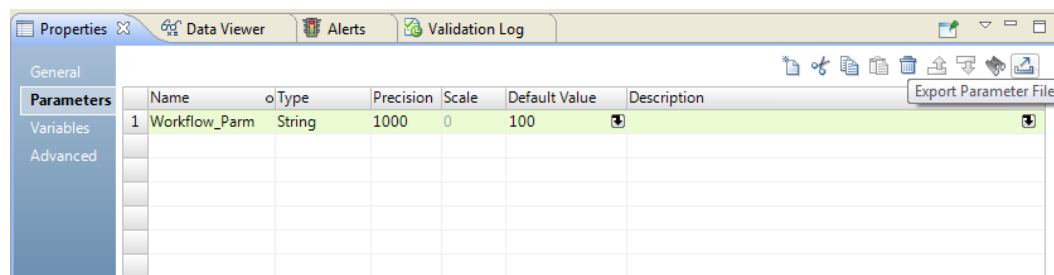 Properties Data Viewer Alerts Validation Log
General
Export Parameter File
Parameters Name Type Precision Scale Default Value Description
Variables 1 Workflow_Parm String 1000 0 100
Advanced